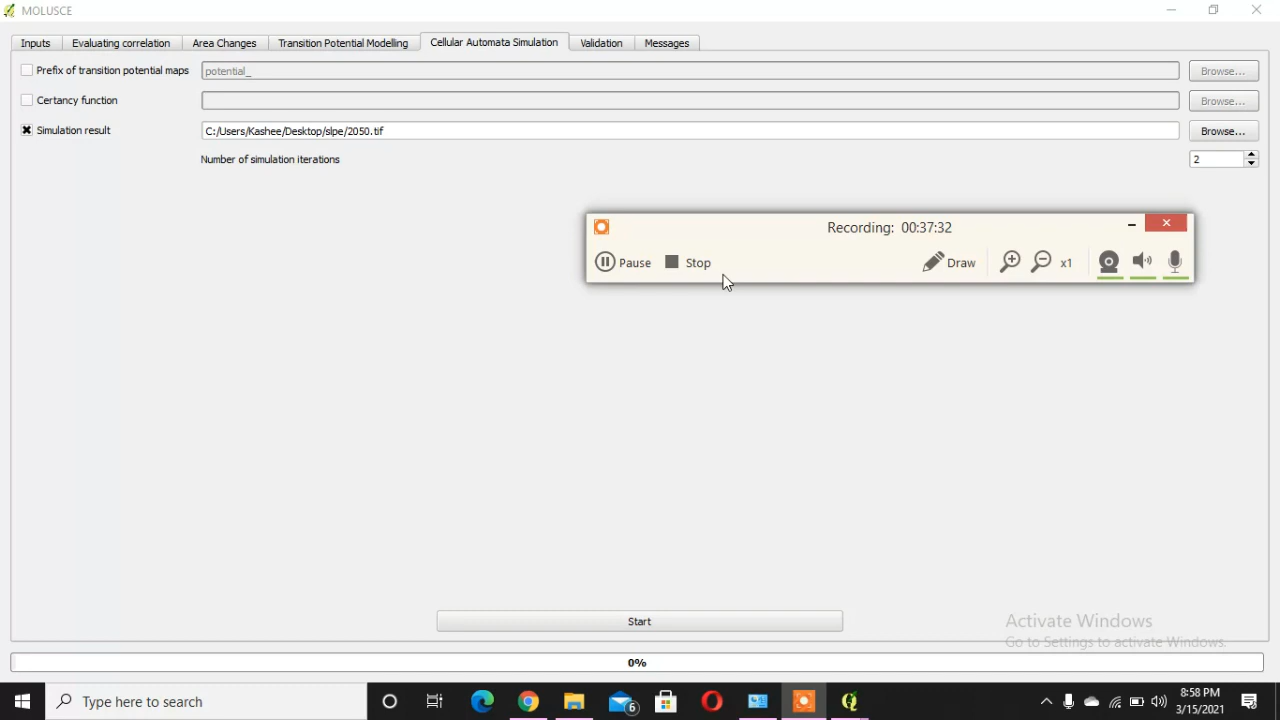 MOLUSCE
Inputs Evaluating correlation Area Changes Transition Potential Modelling Cellular Automata Simulation Validation Messages
Prefix of transition potential maps potential_ Browse...
Certancy function Browse...
Simulation result C:/Users/Kashee/Desktop/slpe/2050.tif Browse...
Number of simulation iterations 2
Recording: 00:37:32
Pause Stop Draw x1
Start
Activate Windows
Go to Settings to activate Windows.
0%
Type here to search
6
8:58 PM
3/15/2021